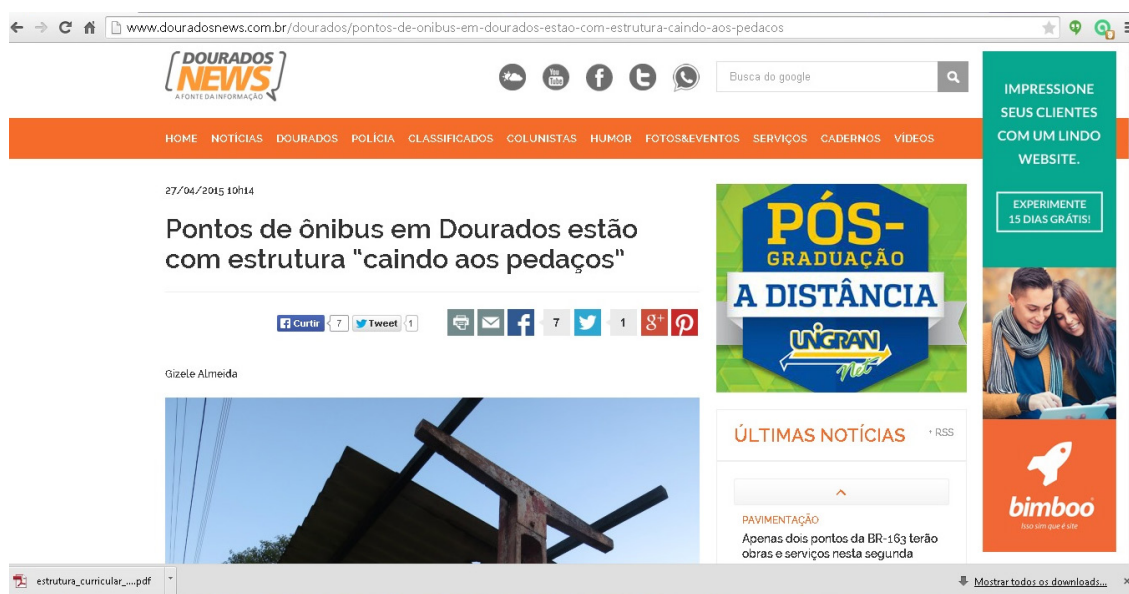 www.douradosnews.com.br/dourados/pontos-de-onibus-em-dourados-estao-com-estrutura-caindo-aos-pedacos
DOURADOS
NEWS
A FONTE DA INFORMAÇÃO
You
Tube
Busca do google
HOME NOTÍCIAS DOURADOS POLÍCIA CLASSIFICADOS COLUNISTAS HUMOR FOTOS&EVENTOS SERVIÇOS CADERNOS VÍDEOS
27/04/2015 10h14
Pontos de ônibus em Dourados estão
com estrutura "caindo aos pedaços"
Curtir 7 Tweet 1 7 1
Gizele Almeida
PÓS-
GRADUAÇÃO
A DISTÂNCIA
UNIGRAN
Net
ÚLTIMAS NOTÍCIAS + RSS
PAVIMENTAÇÃO
Apenas dois pontos da BR-163 terão
obras e serviços nesta segunda
IMPRESSIONE
SEUS CLIENTES
COM UM LINDO
WEBSITE.
EXPERIMENTE
15 DIAS GRÁTIS!
bimboo
Isso sim que é site
estrutura_curricular_....pdf
Mostrar todos os downloads...